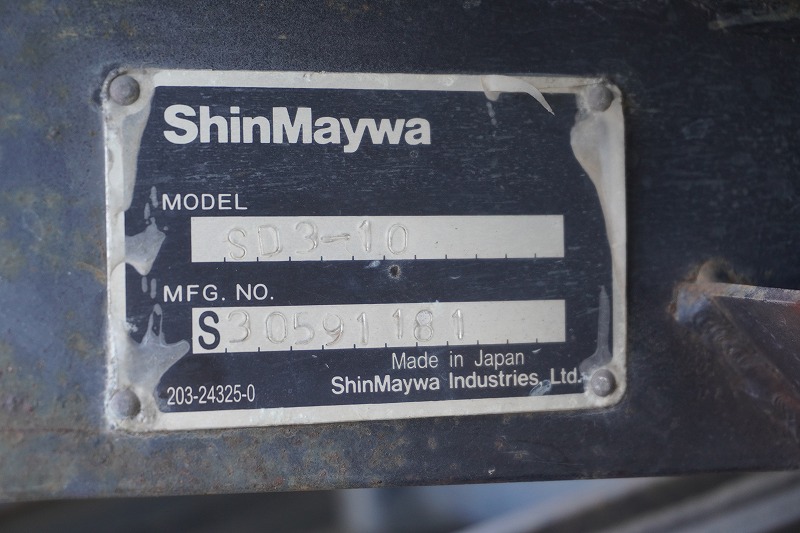 ShinMaywa
MODEL
SD3-10
MFG. NO.
S30591181
Made in Japan
203-24325-0
ShinMaywa Industries, Ltd.